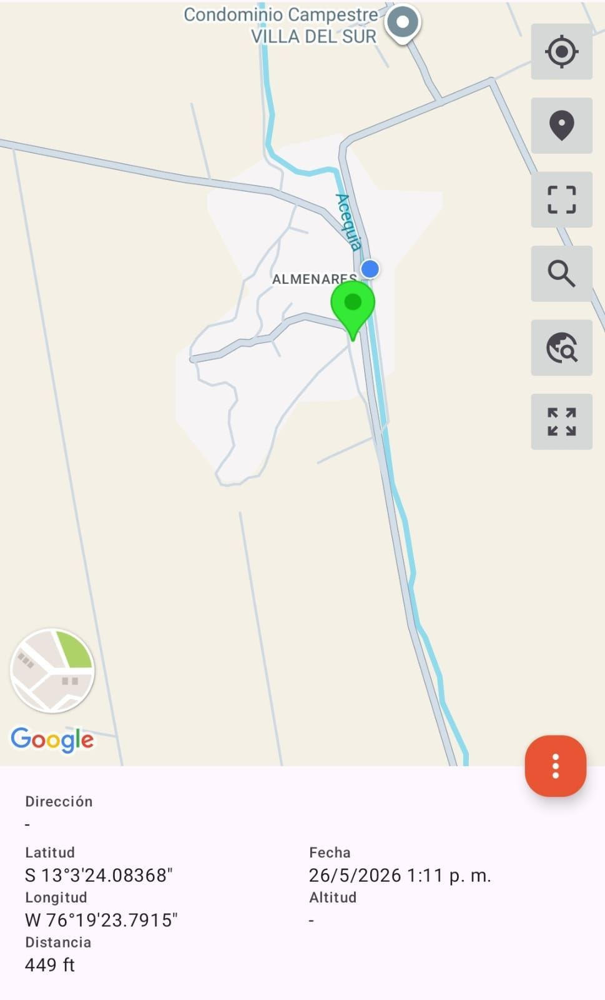 Condominio Campestre
VILLA DEL SUR
Acequia
ALMENARES
Google
Dirección
-
Latitud
S 13°3'24.08368"
Fecha
26/5/2026 1:11 p. m.
Longitud
W 76°19'23.7915"
Altitud
-
Distancia
449 ft